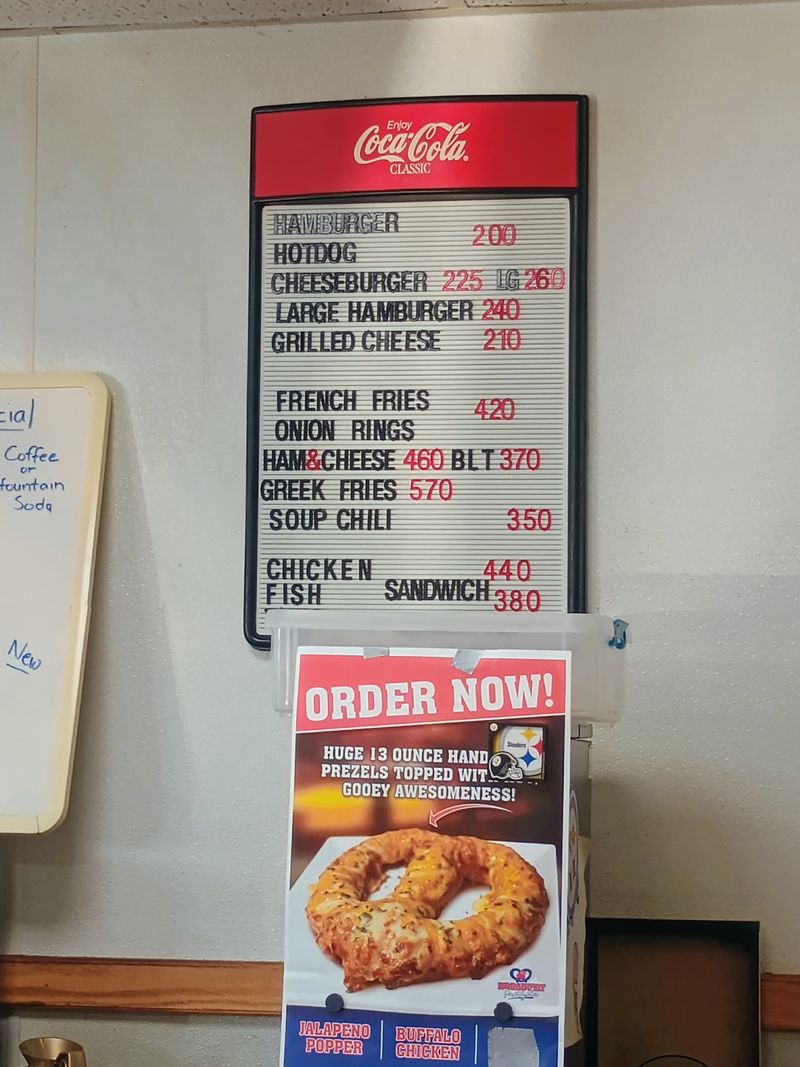 Enjoy
Coca-Cola
CLASSIC
HAMBURGER
HOTDOG 200
CHEESEBURGER 225 LG 260
LARGE HAMBURGER 240
GRILLED CHEESE 210
FRENCH FRIES
ONION RINGS 420
HAM&CHEESE 460 BLT 370
GREEK FRIES 570
SOUP CHILI 350
CHICKEN 440
FISH SANDWICH 380
cial
Coffee
or
fountain
Soda
New
ORDER NOW!
Steelers
HUGE 13 OUNCE HAND
PREZELS TOPPED WIT
GOOEY AWESOMENESS!
BROADWAY
JALAPENO
POPPER
BUFFALO
CHICKEN